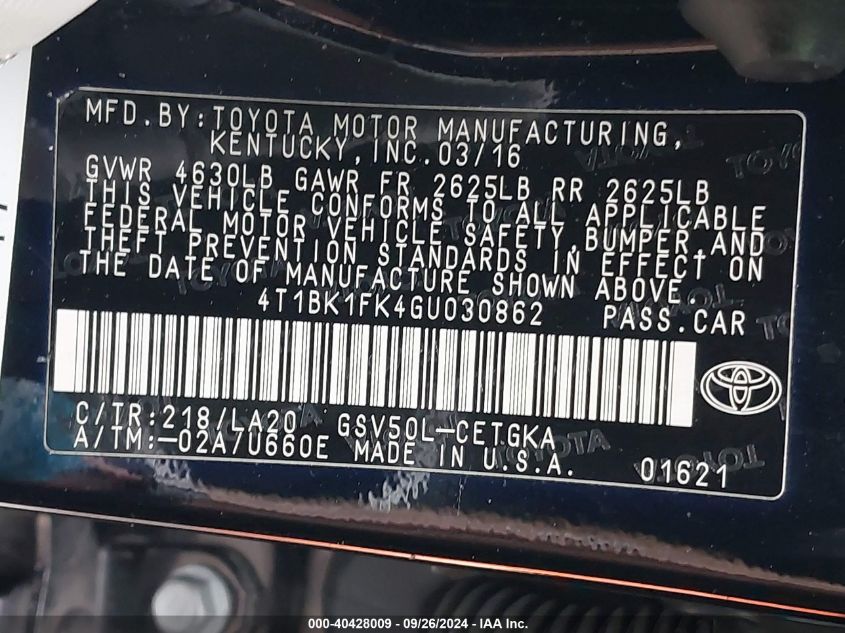 MFD.BY:TOYOTA MOTOR MANUFACTURING,
KENTUCKY,INC.03/16
GVWR 4630LB GAWR FR 2625LB RR 2625LB
THIS VEHICLE CONFORMS TO ALL APPLICABLE
FEDERAL MOTOR VEHICLE SAFETY,BUMPER,AND
THEFT PREVENTION STANDARDS IN EFFECT ON
THE DATE OF MANUFACTURE SHOWN ABOVE.
4T1BK1FK4GU030862 PASS.CAR
C/TR:218/LA20 GSV50L-CETGKA
A/TM:-02A/U660E MADE IN U.S.A. 01621
000-40428009 - 09/26/2024 - IAA Inc.